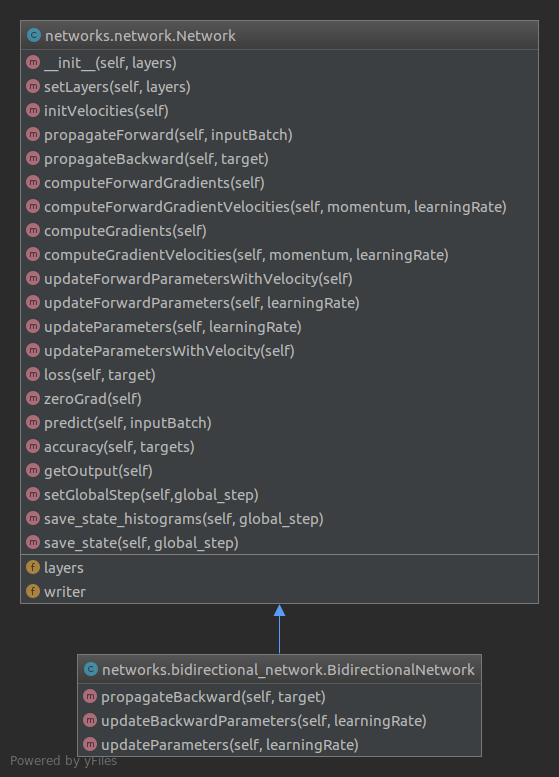 C networks.network.Network
m __init__(self, layers)
m setLayers(self, layers)
m initVelocities(self)
m propagateForward(self, inputBatch)
m propagateBackward(self, target)
m computeForwardGradients(self)
m computeForwardGradientVelocities(self, momentum, learningRate)
m computeGradients(self)
m computeGradientVelocities(self, momentum, learningRate)
m updateForwardParametersWithVelocity(self)
m updateForwardParameters(self, learningRate)
m updateParameters(self, learningRate)
m updateParametersWithVelocity(self)
m loss(self, target)
m zeroGrad(self)
m predict(self, inputBatch)
m accuracy(self, targets)
m getOutput(self)
m setGlobalStep(self,global_step)
m save_state_histograms(self, global_step)
m save_state(self, global_step)
f layers
f writer
C networks.bidirectional_network.BidirectionalNetwork
m propagateBackward(self, target)
m updateBackwardParameters(self, learningRate)
m updateParameters(self, learningRate)
Powered by yFiles